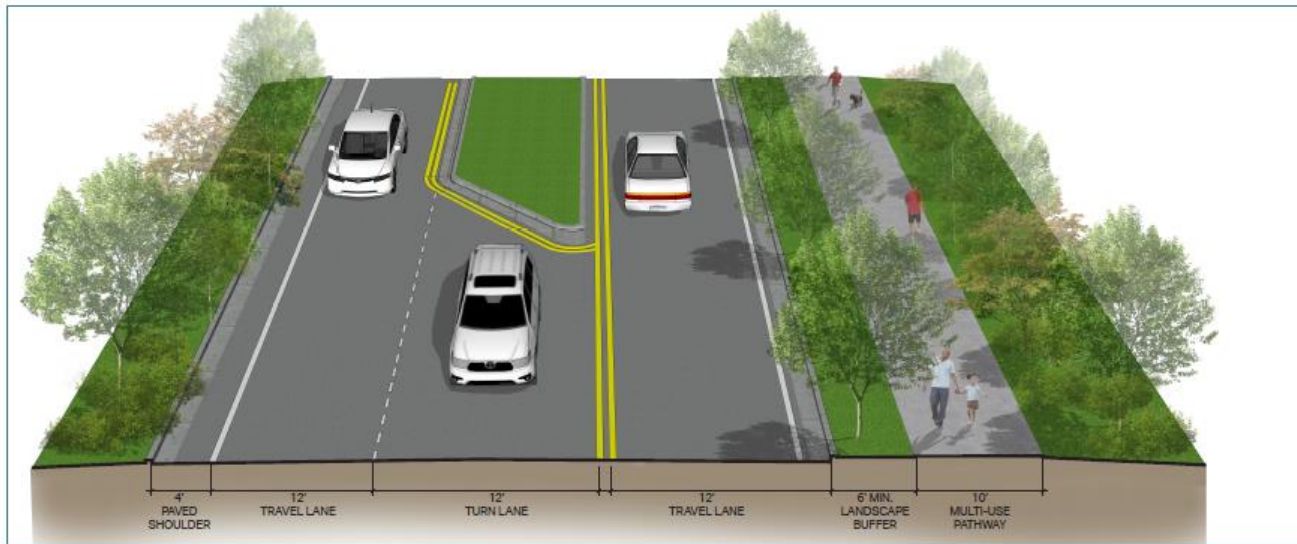 4'
PAVED
SHOULDER
12'
TRAVEL LANE
12'
TURN LANE
12'
TRAVEL LANE
6' MIN.
LANDSCAPE
BUFFER
10'
MULTI-USE
PATHWAY